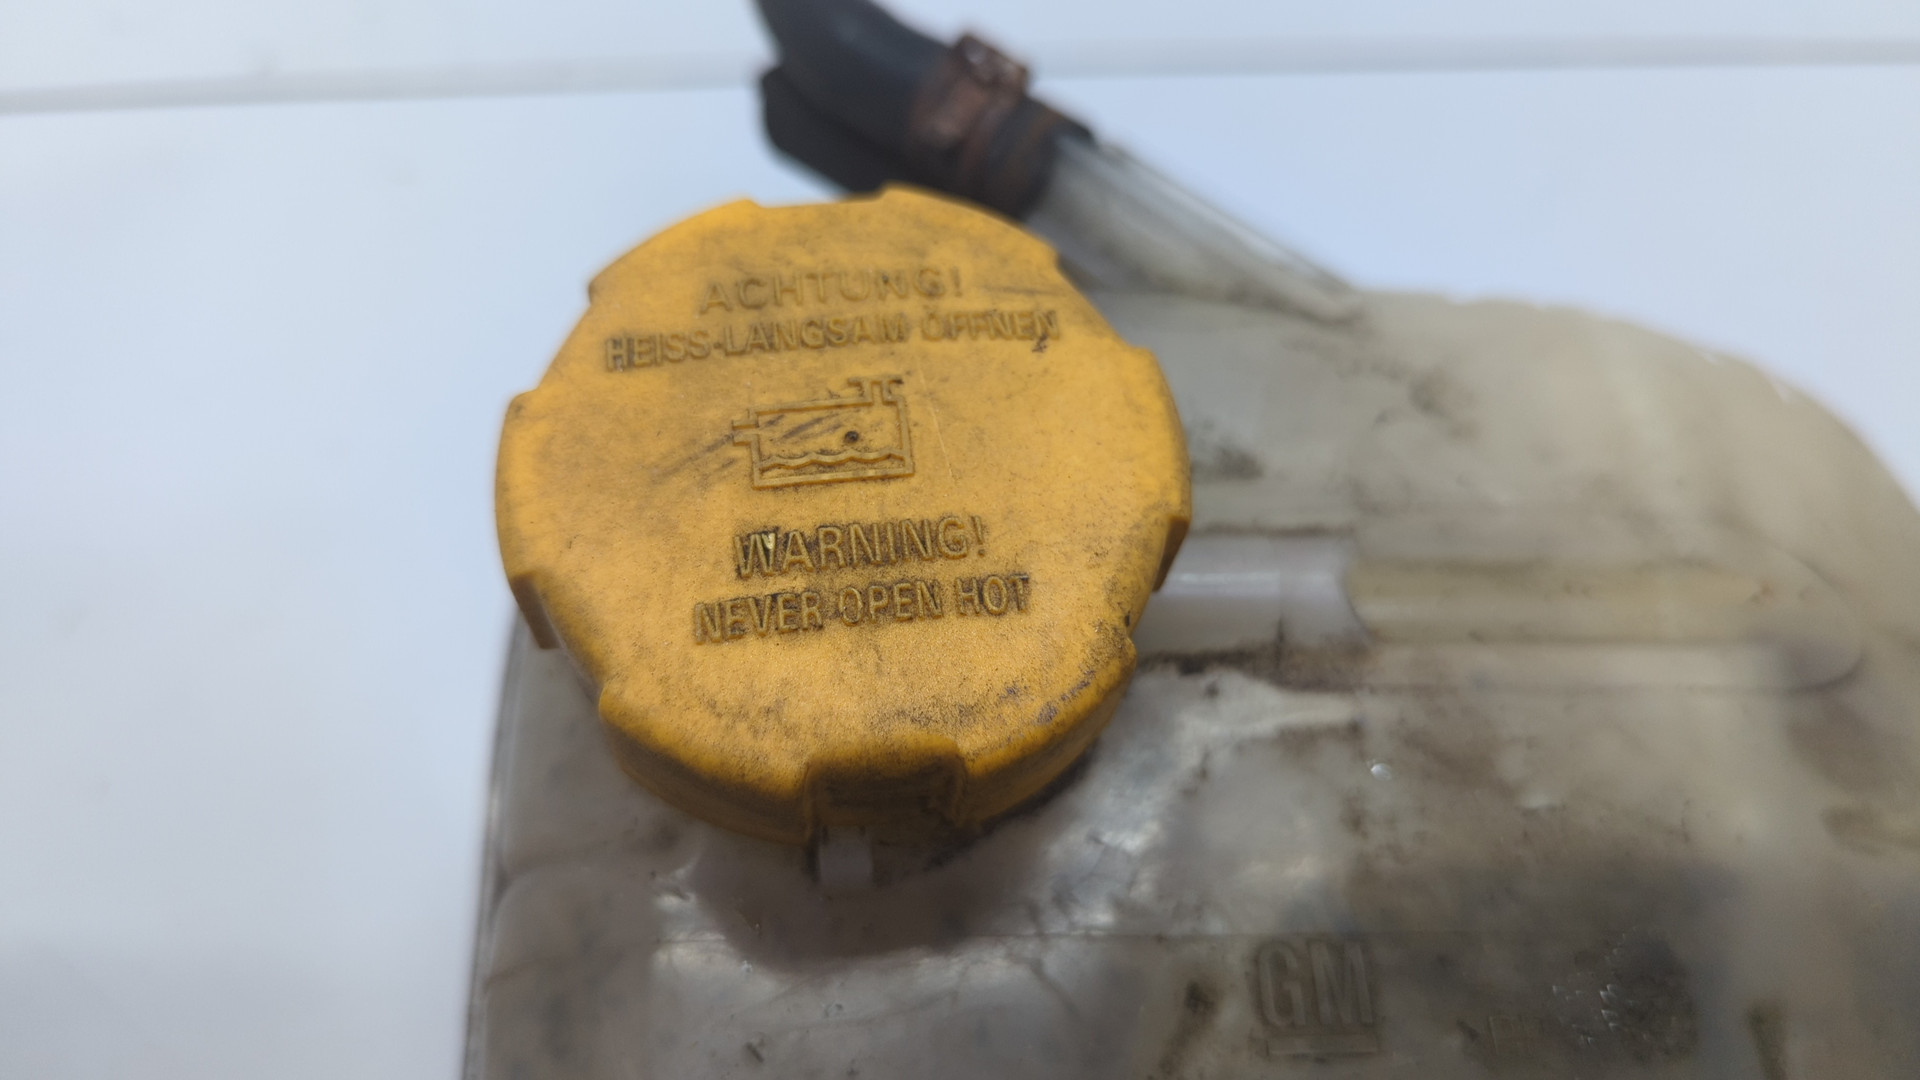 ACHTUNG!
HEISS-LANGSAM ÖFFNEN
WARNING!
NEVER OPEN HOT
GM